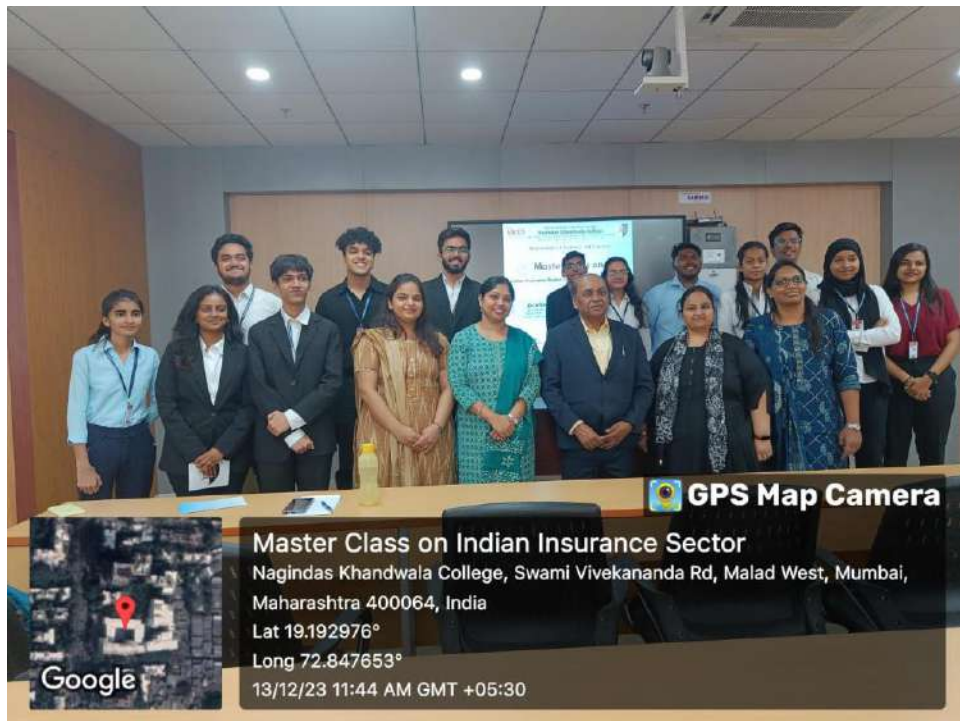 Master
GPS Map Camera
Master Class on Indian Insurance Sector
Nagindas Khandwala College, Swami Vivekananda Rd, Malad West, Mumbai,
Maharashtra 400064, India
Lat 19.192976°
Long 72.847653°
13/12/23 11:44 AM GMT +05:30
Google